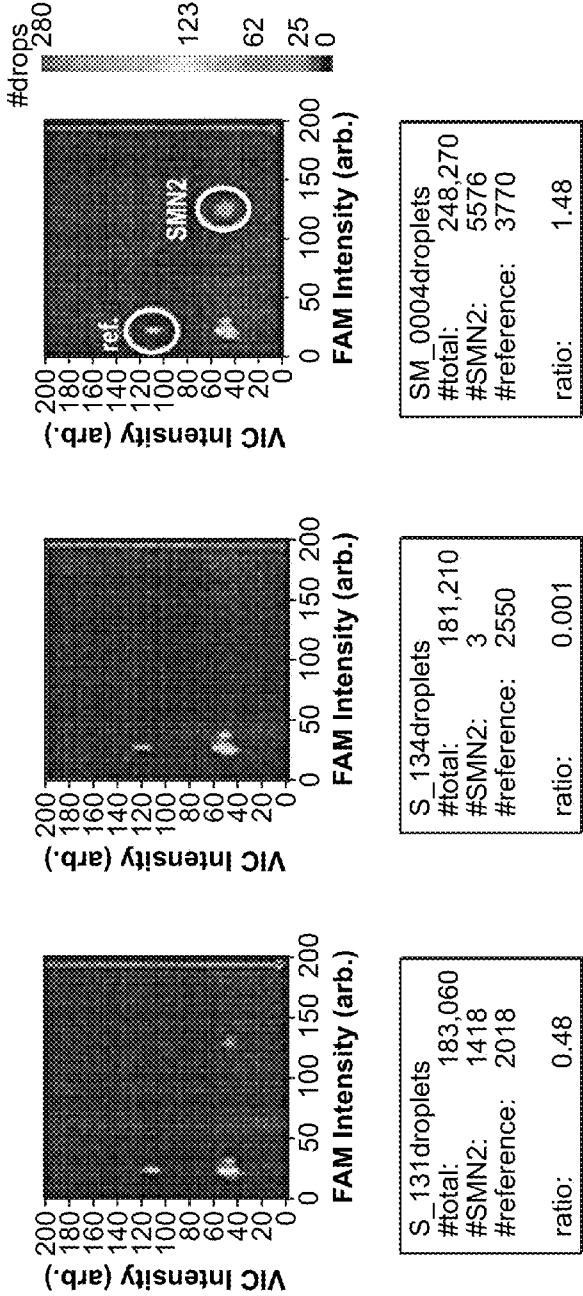 VIC Intensity (arb.)
200
180
160
140
120
100
80
60
40
20
0
0 50 100 150 200
FAM Intensity (arb.)
S_131droplets
#total: 183,060
#SMN2: 1418
#reference: 2018
ratio: 0.48
VIC Intensity (arb.)
200
180
160
140
120
100
80
60
40
20
0
0 50 100 150 200
FAM Intensity (arb.)
S_134droplets
#total: 181,210
#SMN2: 3
#reference: 2550
ratio: 0.001
VIC Intensity (arb.)
200
180
160
140
120
100
80
60
40
20
0
ref.
SMN2
0 50 100 150 200
FAM Intensity (arb.)
#drops
280
123
62
25
0
SM_0004droplets
#total: 248,270
#SMN2: 5576
#reference: 3770
ratio: 1.48